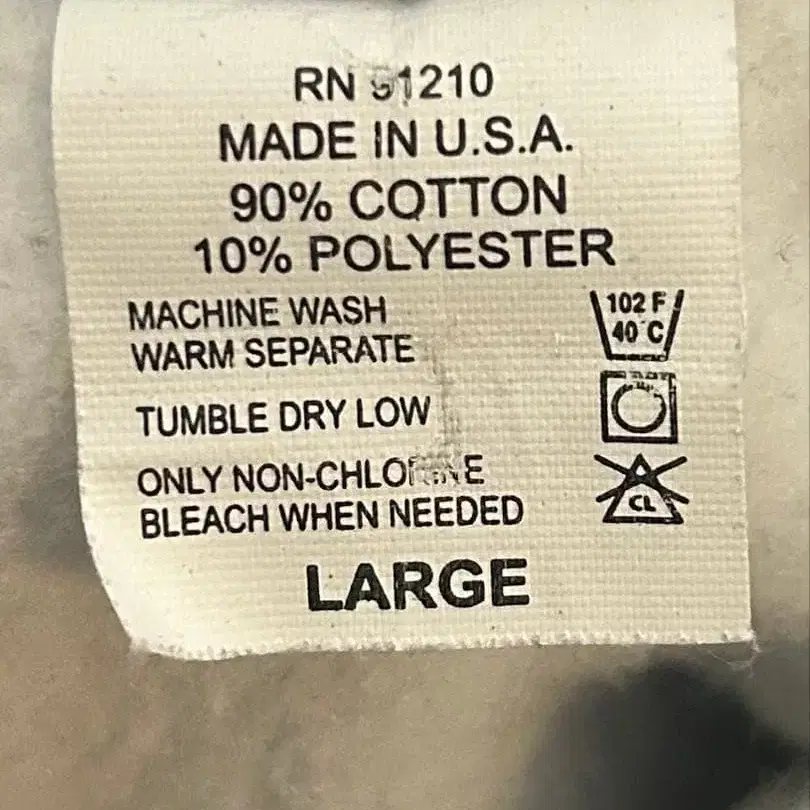 RN 91210
MADE IN U.S.A.
90% COTTON
10% POLYESTER
MACHINE WASH
WARM SEPARATE
102 F
40°C
TUMBLE DRY LOW
ONLY NON-CHLORINE
BLEACH WHEN NEEDED
CL
LARGE